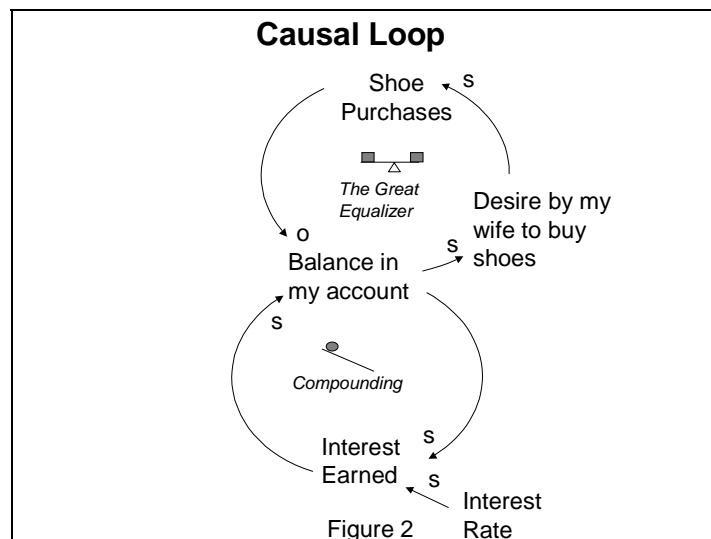 Causal Loop
Shoe
Purchases
s
The Great
Equalizer
Desire by my
wife to buy
shoes
o
s
Balance in
my account
s
Compounding
Interest
Earned
s
s
Interest
Rate
Figure 2